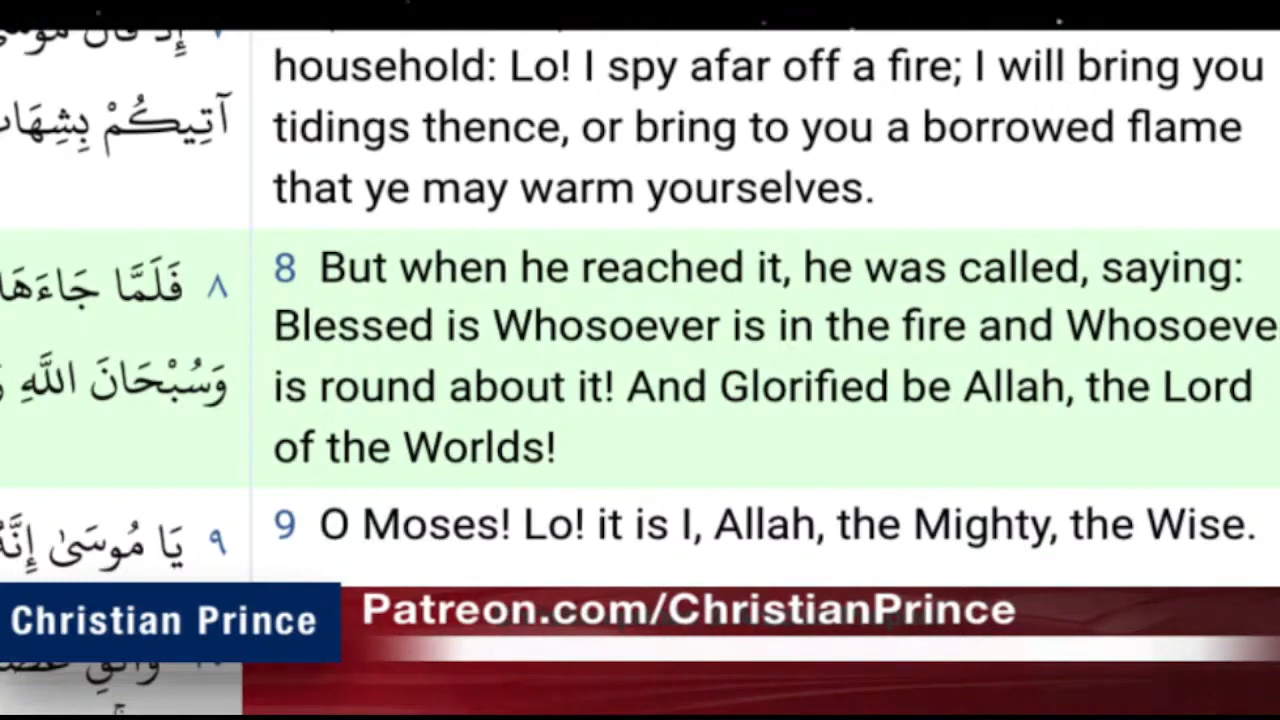 إِذْ قَالَ مُوسَىٰ ٧
آتِيكُمْ بِشِهَابٍ
household: Lo! I spy afar off a fire; I will bring you
tidings thence, or bring to you a borrowed flame
that ye may warm yourselves.
فَلَمَّا جَاءَهَا ٨
وَسُبْحَانَ اللَّهِ
8 But when he reached it, he was called, saying:
Blessed is Whosoever is in the fire and Whosoeve
is round about it! And Glorified be Allah, the Lord
of the Worlds!
يَا مُوسَىٰ إِنَّهُ ٩
9 O Moses! Lo! it is I, Allah, the Mighty, the Wise.
Christian Prince
Patreon.com/ChristianPrince